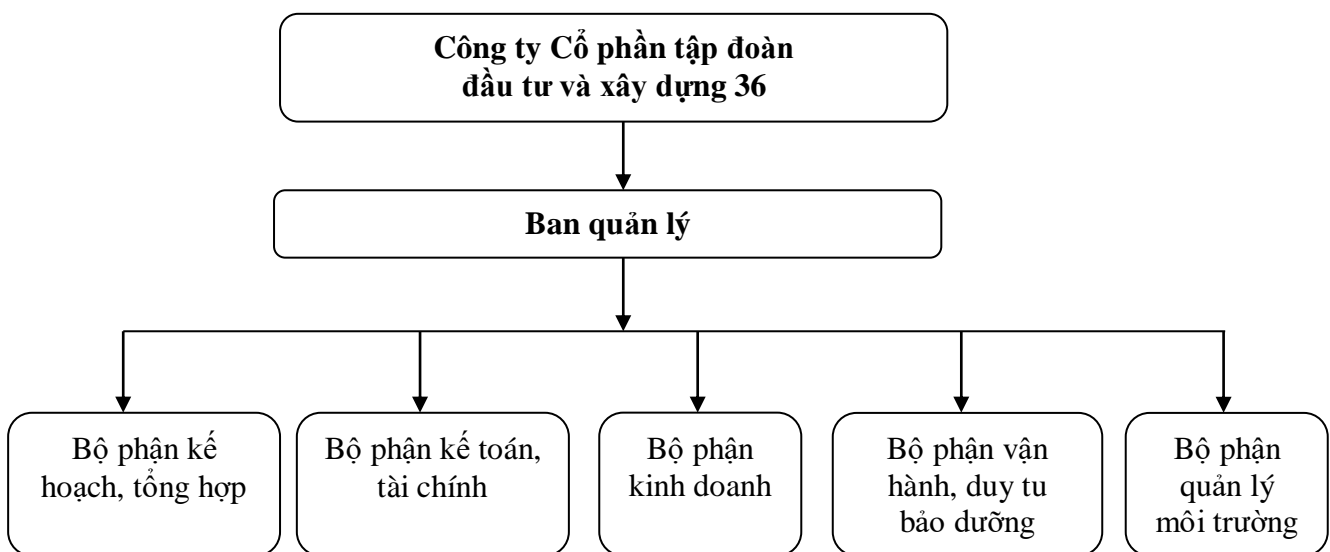 Công ty Cổ phần tập đoàn
đầu tư và xây dựng 36
Ban quản lý
Bộ phận kế
hoạch, tổng hợp
Bộ phận kế toán,
tài chính
Bộ phận
kinh doanh
Bộ phận vận
hành, duy tu
bảo dưỡng
Bộ phận
quản lý
môi trường